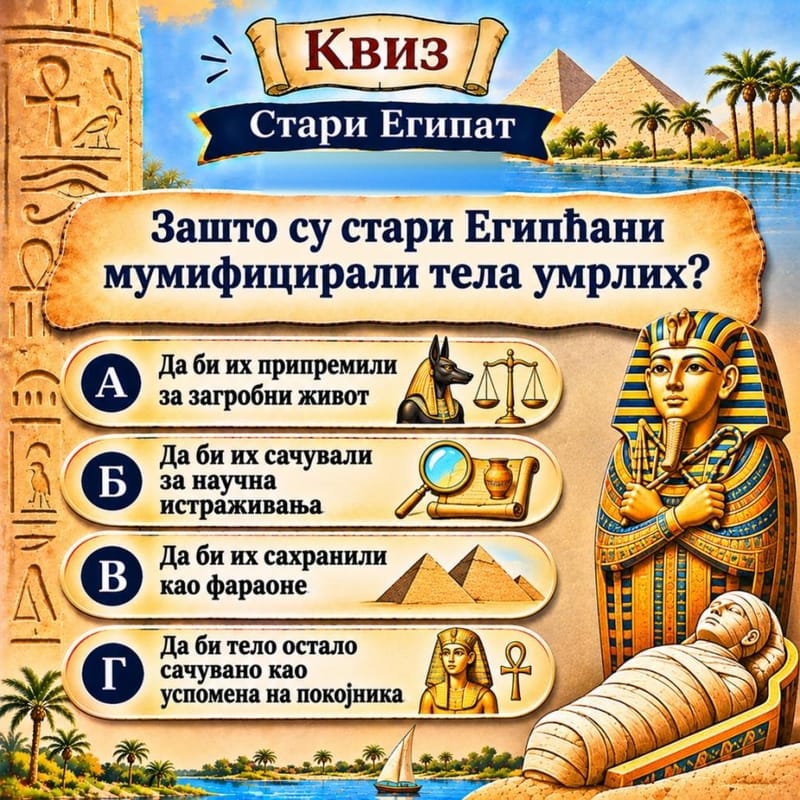 Квиз
Стари Египат
Зашто су стари Египћани
мумифицирали тела умрлих?
А
Да би их припремили
за загробни живот
Б
Да би их сачували
за научна
истраживања
В
Да би их сахранили
као фараоне
Г
Да би тело остало
сачувано као
успомена на покојника